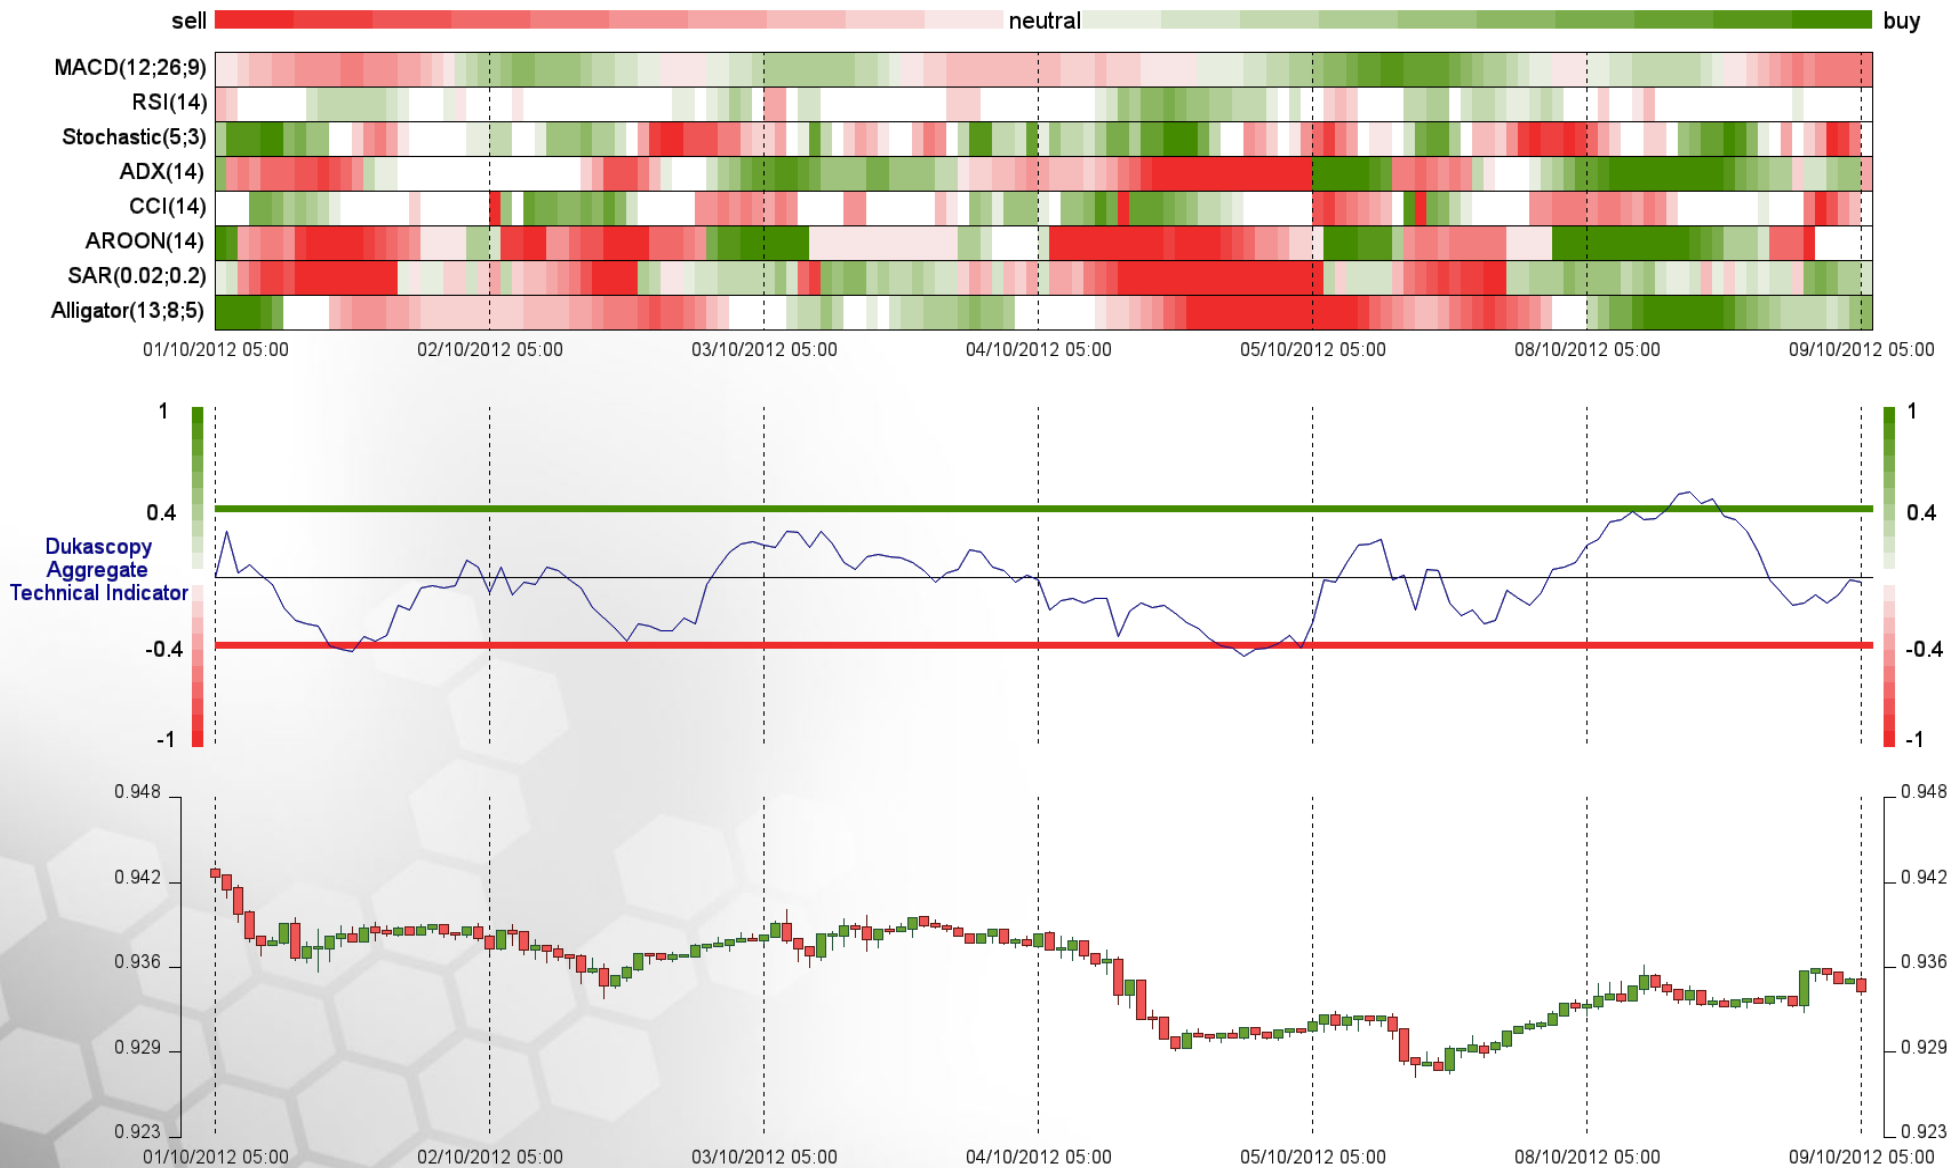 sell neutral buy
MACD(12;26;9)
RSI(14)
Stochastic(5;3)
ADX(14)
CCI(14)
AROON(14)
SAR(0.02;0.2)
Alligator(13;8;5)
01/10/2012 05:00 02/10/2012 05:00 03/10/2012 05:00 04/10/2012 05:00 05/10/2012 05:00 08/10/2012 05:00 09/10/2012 05:00
1 1
0.4 0.4
Dukascopy
Aggregate
Technical Indicator
-0.4 -0.4
-1 -1
0.948 0.948
0.942 0.942
0.936 0.936
0.929 0.929
0.923 0.923
01/10/2012 05:00 02/10/2012 05:00 03/10/2012 05:00 04/10/2012 05:00 05/10/2012 05:00 08/10/2012 05:00 09/10/2012 05:00